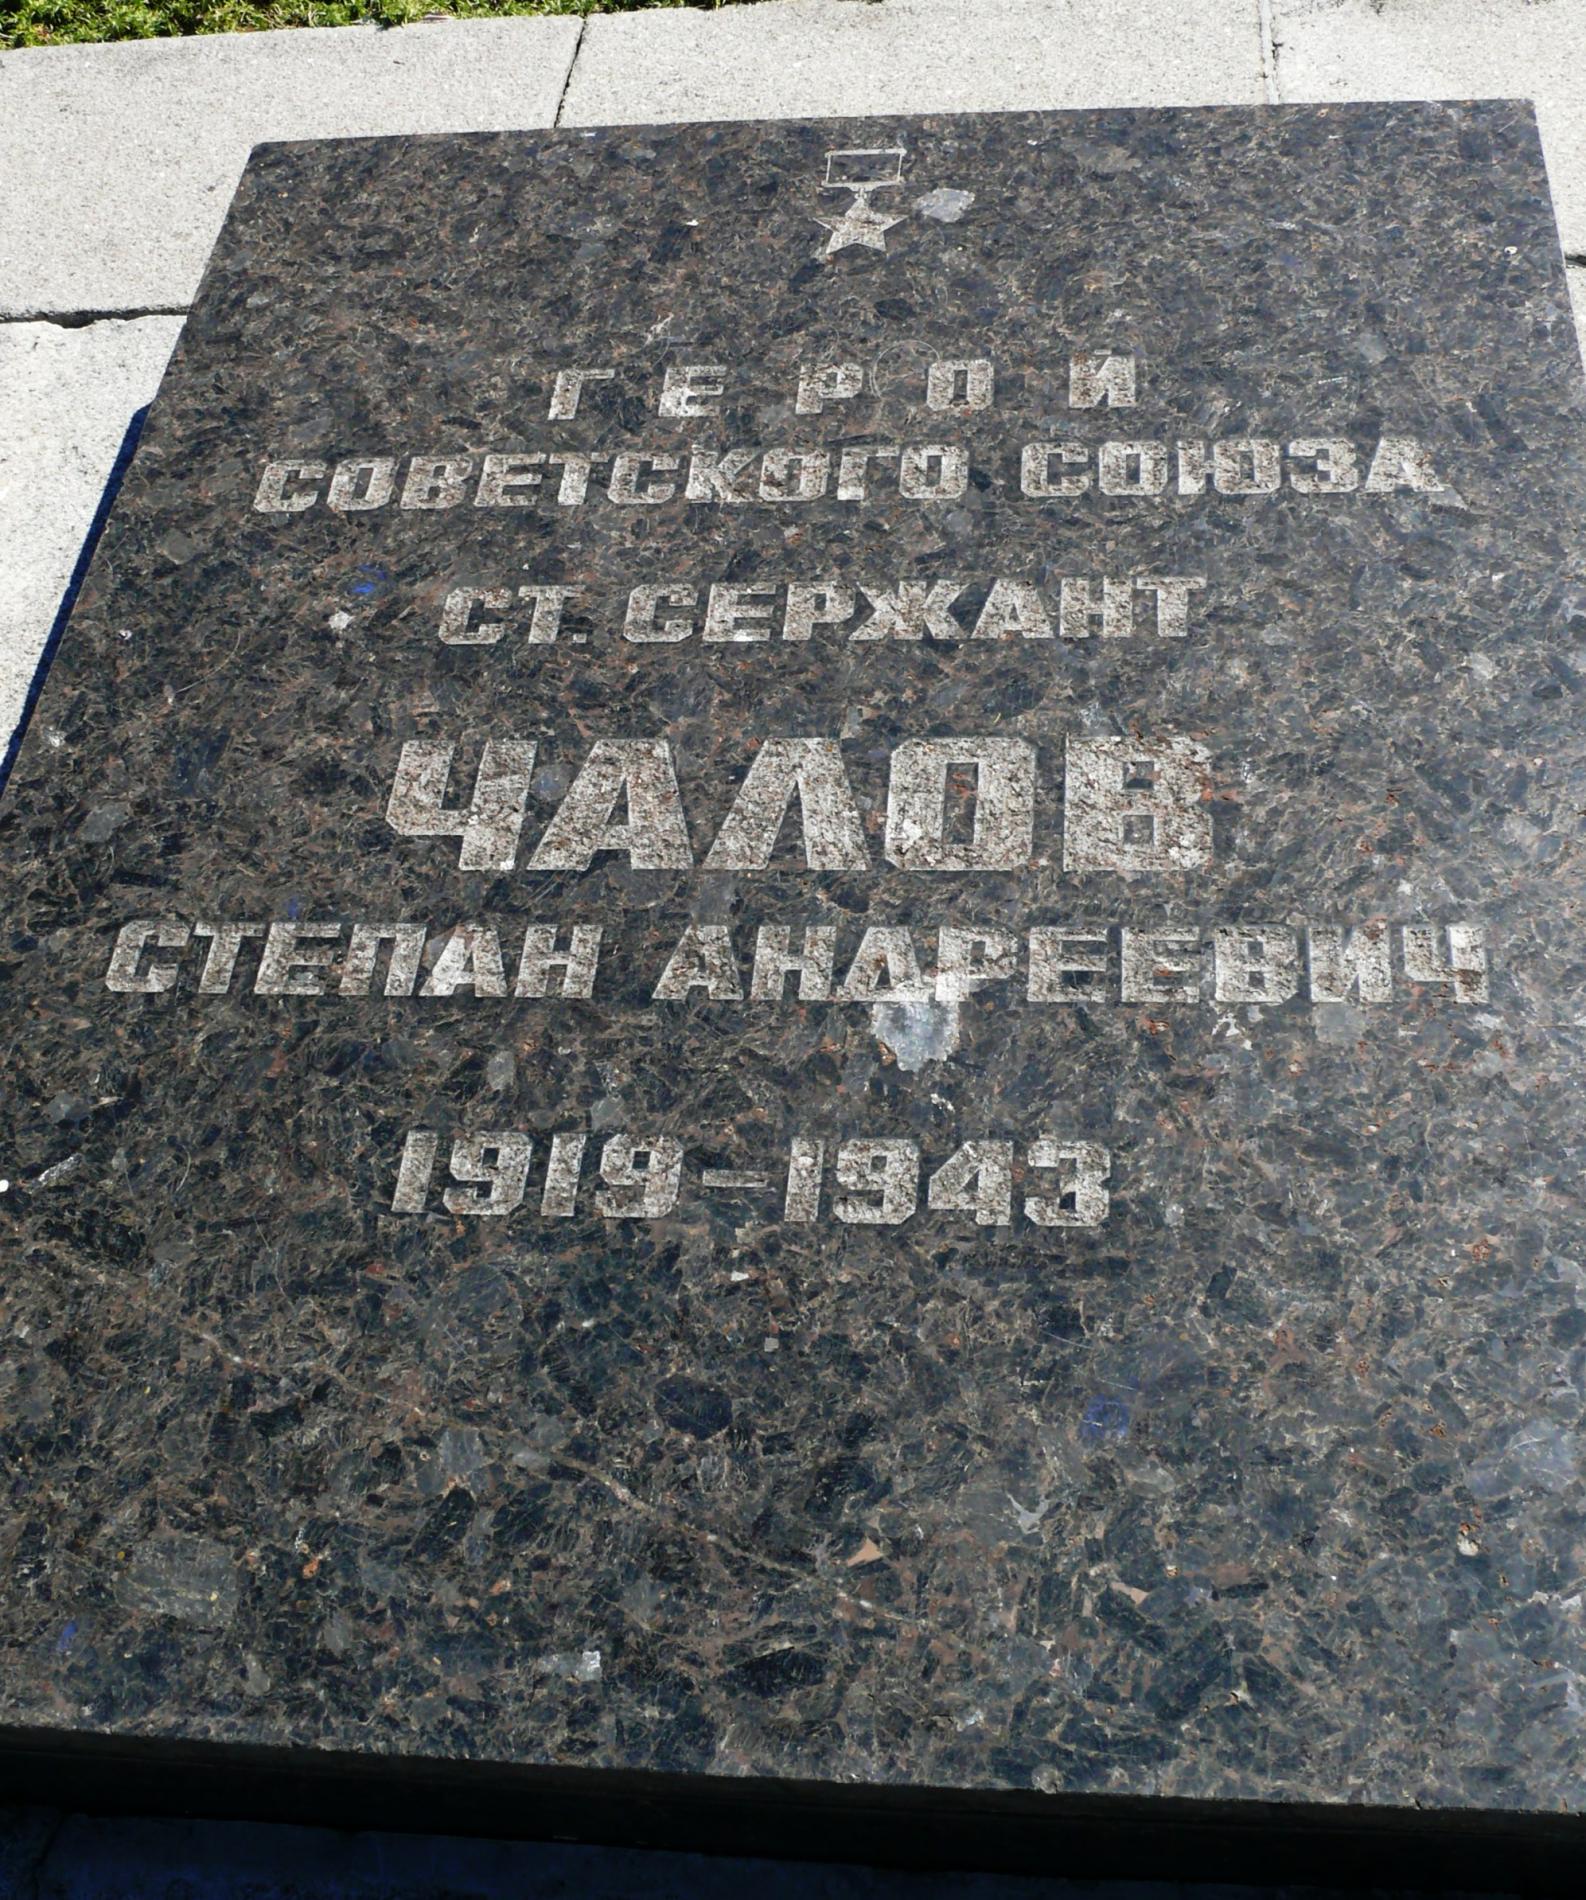 ГЕРОЙ
СОВЕТСКОГО СОЮЗА
СТ. СЕРЖАНТ
ЧАЛОВ
СТЕПАН АНДРЕЕВИЧ
1919-1943